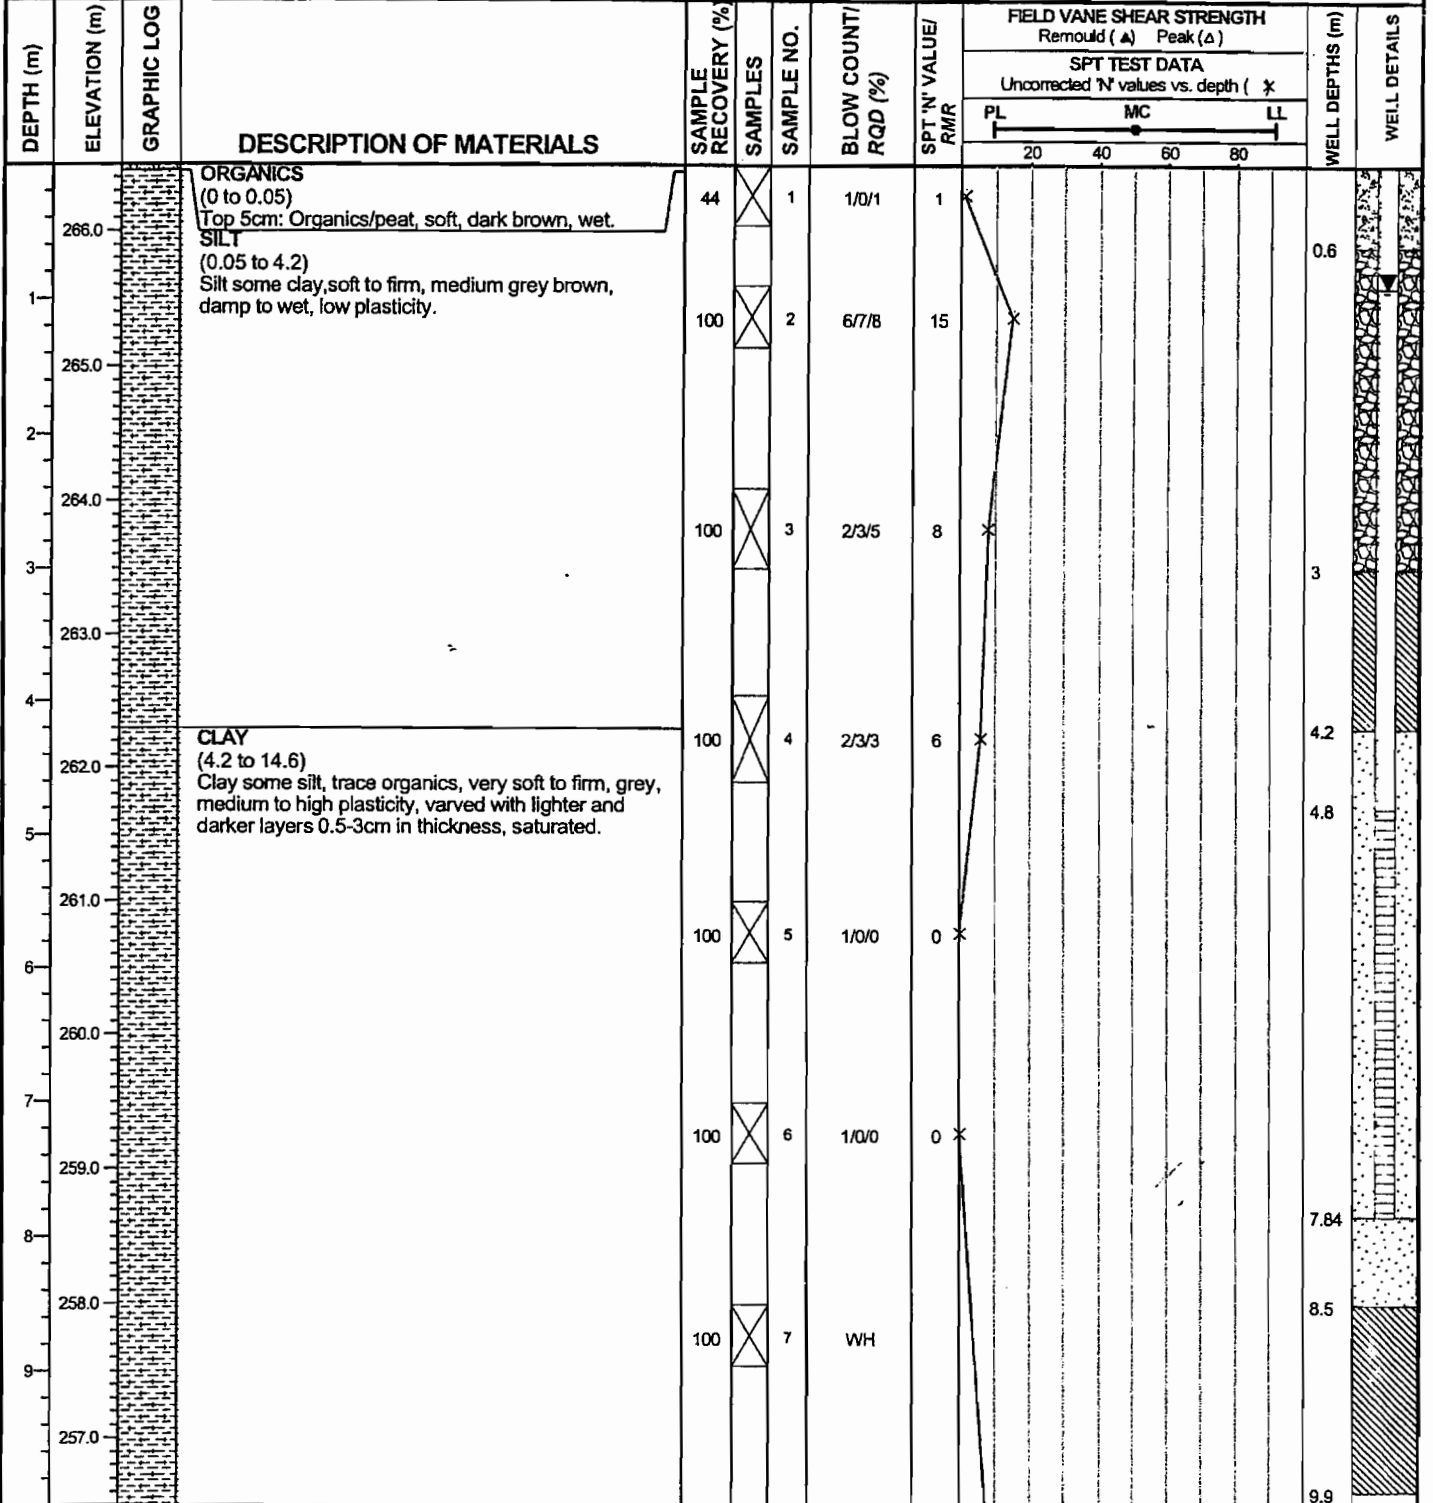 DEPTH (m)
ELEVATION (m)
GRAPHIC LOG
DESCRIPTION OF MATERIALS
SAMPLE RECOVERY (%)
SAMPLES
SAMPLE NO.
BLOW COUNT/
RQD (%)
SPT 'N' VALUE/
RMR
FIELD VANE SHEAR STRENGTH
Remould (▲) Peak (△)
SPT TEST DATA
Uncorrected 'N' values vs. depth ( ×
PL MC LL
20 40 60 80
WELL DEPTHS (m)
WELL DETAILS
ORGANICS
(0 to 0.05)
Top 5cm: Organics/peat, soft, dark brown, wet.
44 1 1/0/1 1
266.0
SILT
(0.05 to 4.2)
Silt some clay,soft to firm, medium grey brown,
damp to wet, low plasticity.
0.6
1
100 2 6/7/8 15
265.0
2
264.0
100 3 2/3/5 8
3
3
263.0
4
CLAY
(4.2 to 14.6)
Clay some silt, trace organics, very soft to firm, grey,
medium to high plasticity, varved with lighter and
darker layers 0.5-3cm in thickness, saturated.
100 4 2/3/3 6
4.2
262.0
4.8
5
261.0
100 5 1/0/0 0
6
260.0
7
100 6 1/0/0 0
259.0
7.84
8
258.0
8.5
100 7 WH
9
257.0
9.9